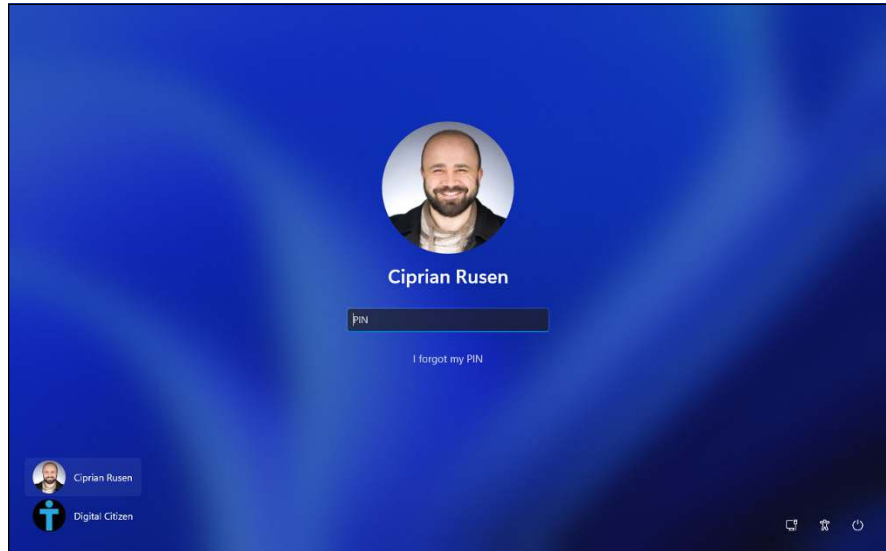 Ciprian Rusen
PIN
I forgot my PIN
Ciprian Rusen
Digital Citizen